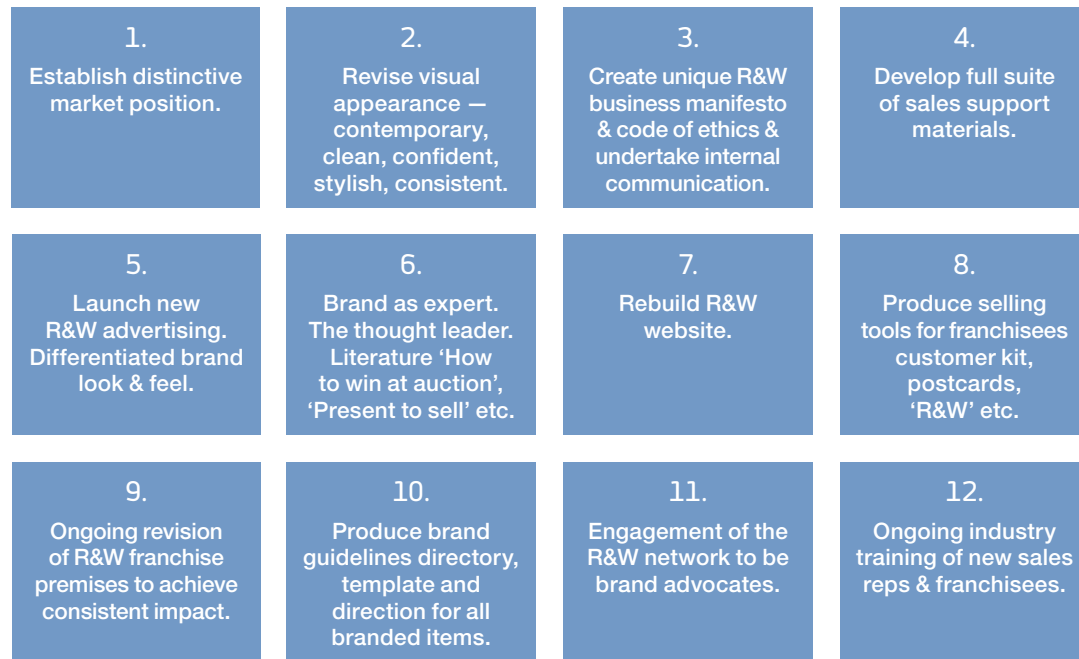 1.
Establish distinctive
market position.
2.
Revise visual
appearance —
contemporary,
clean, confident,
stylish, consistent.
3.
Create unique R&W
business manifesto
& code of ethics &
undertake internal
communication.
4.
Develop full suite
of sales support
materials.
5.
Launch new
R&W advertising.
Differentiated brand
look & feel.
6.
Brand as expert.
The thought leader.
Literature ‘How
to win at auction’,
‘Present to sell’ etc.
7.
Rebuild R&W
website.
8.
Produce selling
tools for franchisees
customer kit,
postcards,
‘R&W’ etc.
9.
Ongoing revision
of R&W franchise
premises to achieve
consistent impact.
10.
Produce brand
guidelines directory,
template and
direction for all
branded items.
11.
Engagement of the
R&W network to be
brand advocates.
12.
Ongoing industry
training of new sales
reps & franchisees.